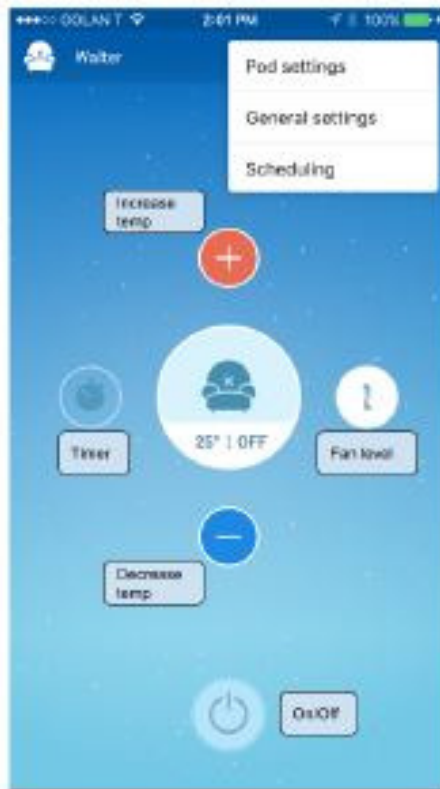 GOLAN T 2:01 PM 100%
Walter
Pod settings
General settings
Scheduling
Increase
temp
25° | OFF
Timer
Fan level
Decrease
temp
On/Off